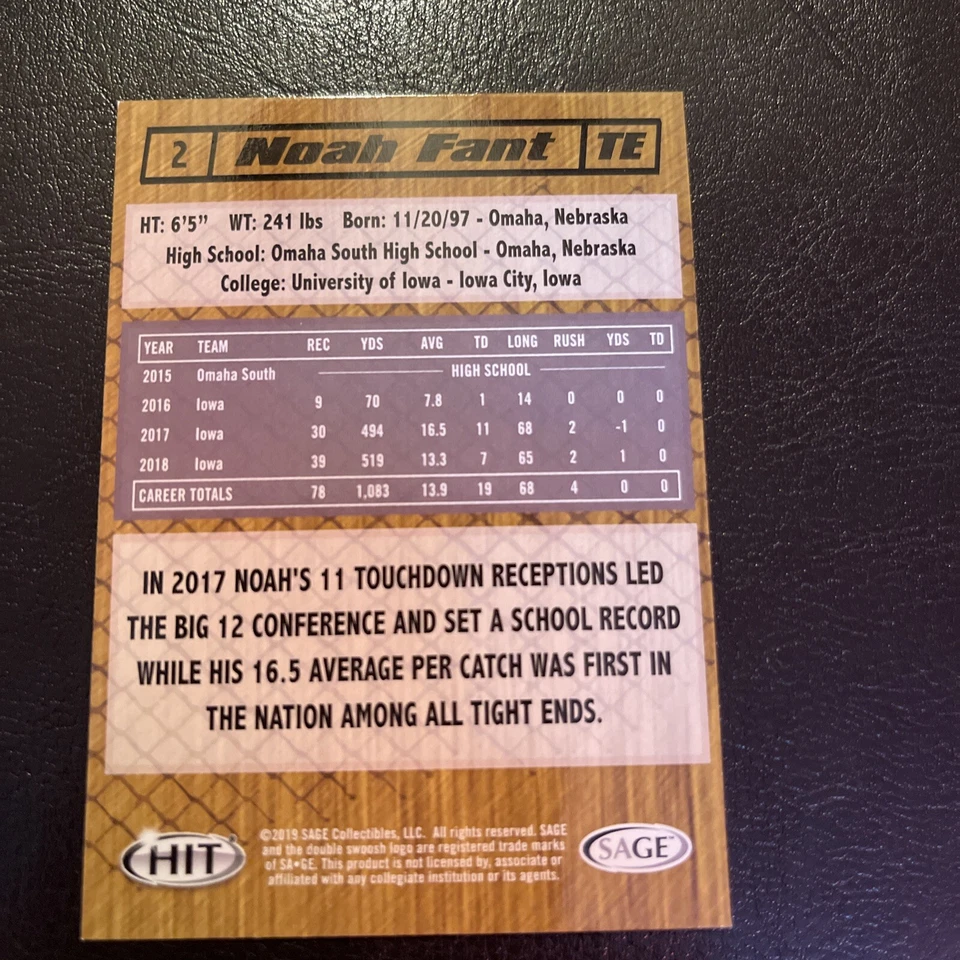 2 Noah Fant TE
HT: 6'5" WT: 241 lbs Born: 11/20/97 - Omaha, Nebraska
High School: Omaha South High School - Omaha, Nebraska
College: University of Iowa - Iowa City, Iowa
YEAR TEAM REC YDS AVG TD LONG RUSH YDS TD
2015 Omaha South HIGH SCHOOL
2016 Iowa 9 70 7.8 1 14 0 0 0
2017 Iowa 30 494 16.5 11 68 2 -1 0
2018 Iowa 39 519 13.3 7 65 2 1 0
CAREER TOTALS 78 1,083 13.9 19 68 4 0 0
IN 2017 NOAH'S 11 TOUCHDOWN RECEPTIONS LED
THE BIG 12 CONFERENCE AND SET A SCHOOL RECORD
WHILE HIS 16.5 AVERAGE PER CATCH WAS FIRST IN
THE NATION AMONG ALL TIGHT ENDS.
HIT
©2019 SAGE Collectibles, LLC. All rights reserved. SAGE
and the double swoosh logo are registered trade marks
of SA•GE. This product is not licensed by, associate or
affiliated with any collegiate institution or its agents.
SAGE